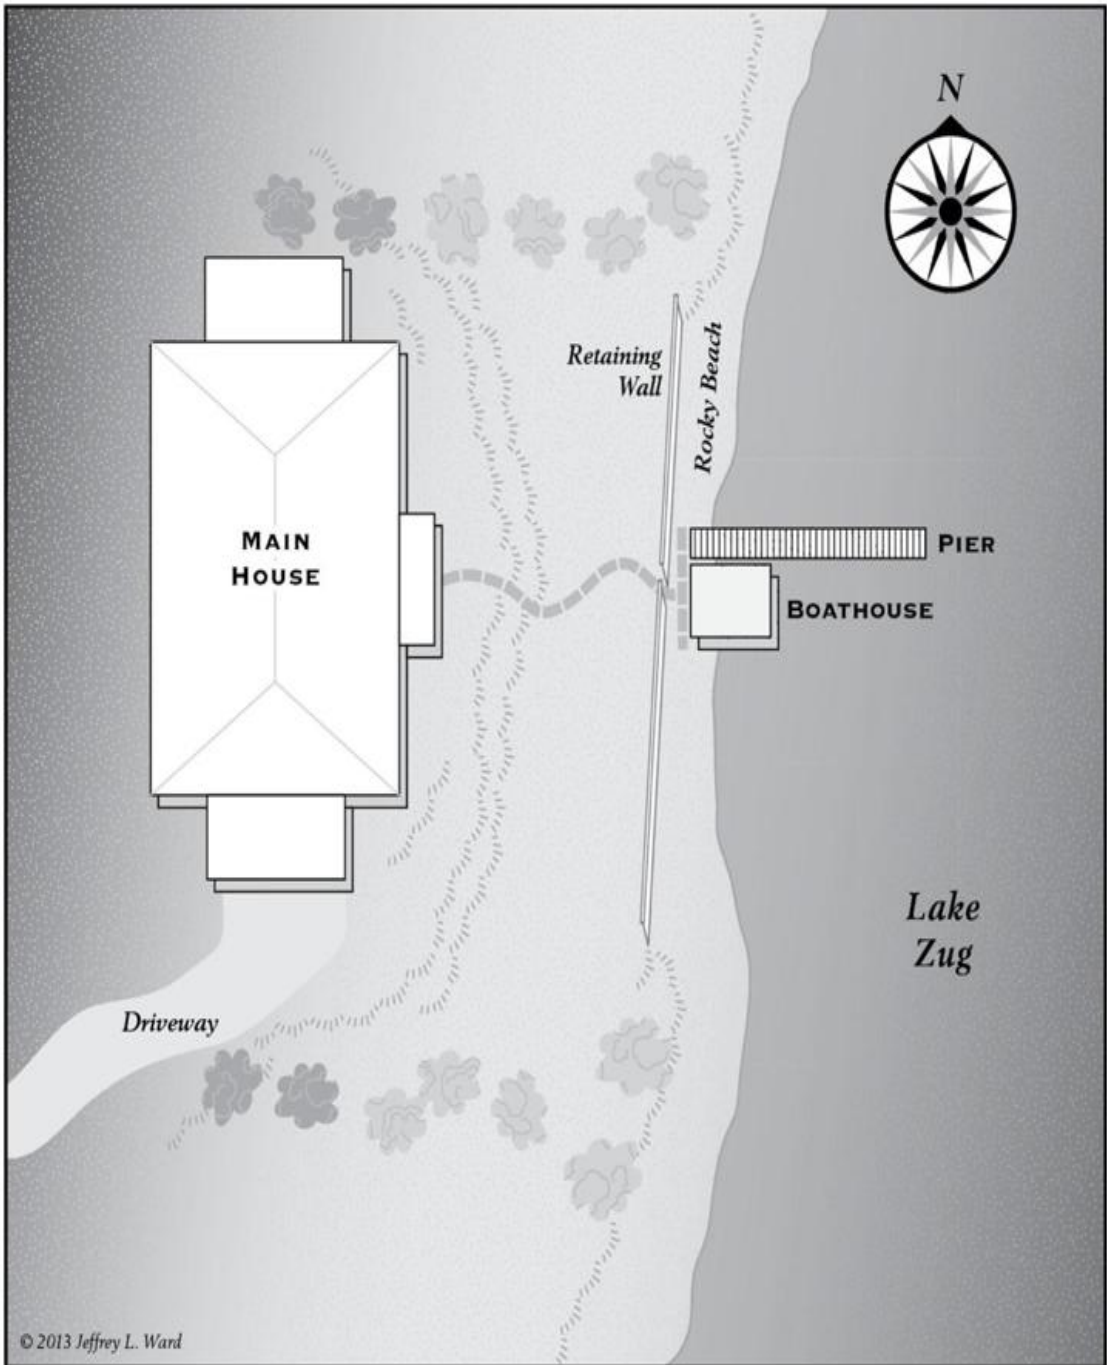 N
Retaining
Wall
Rocky Beach
MAIN
HOUSE
PIER
BOATHOUSE
Lake
Zug
Driveway
© 2013 Jeffrey L. Ward